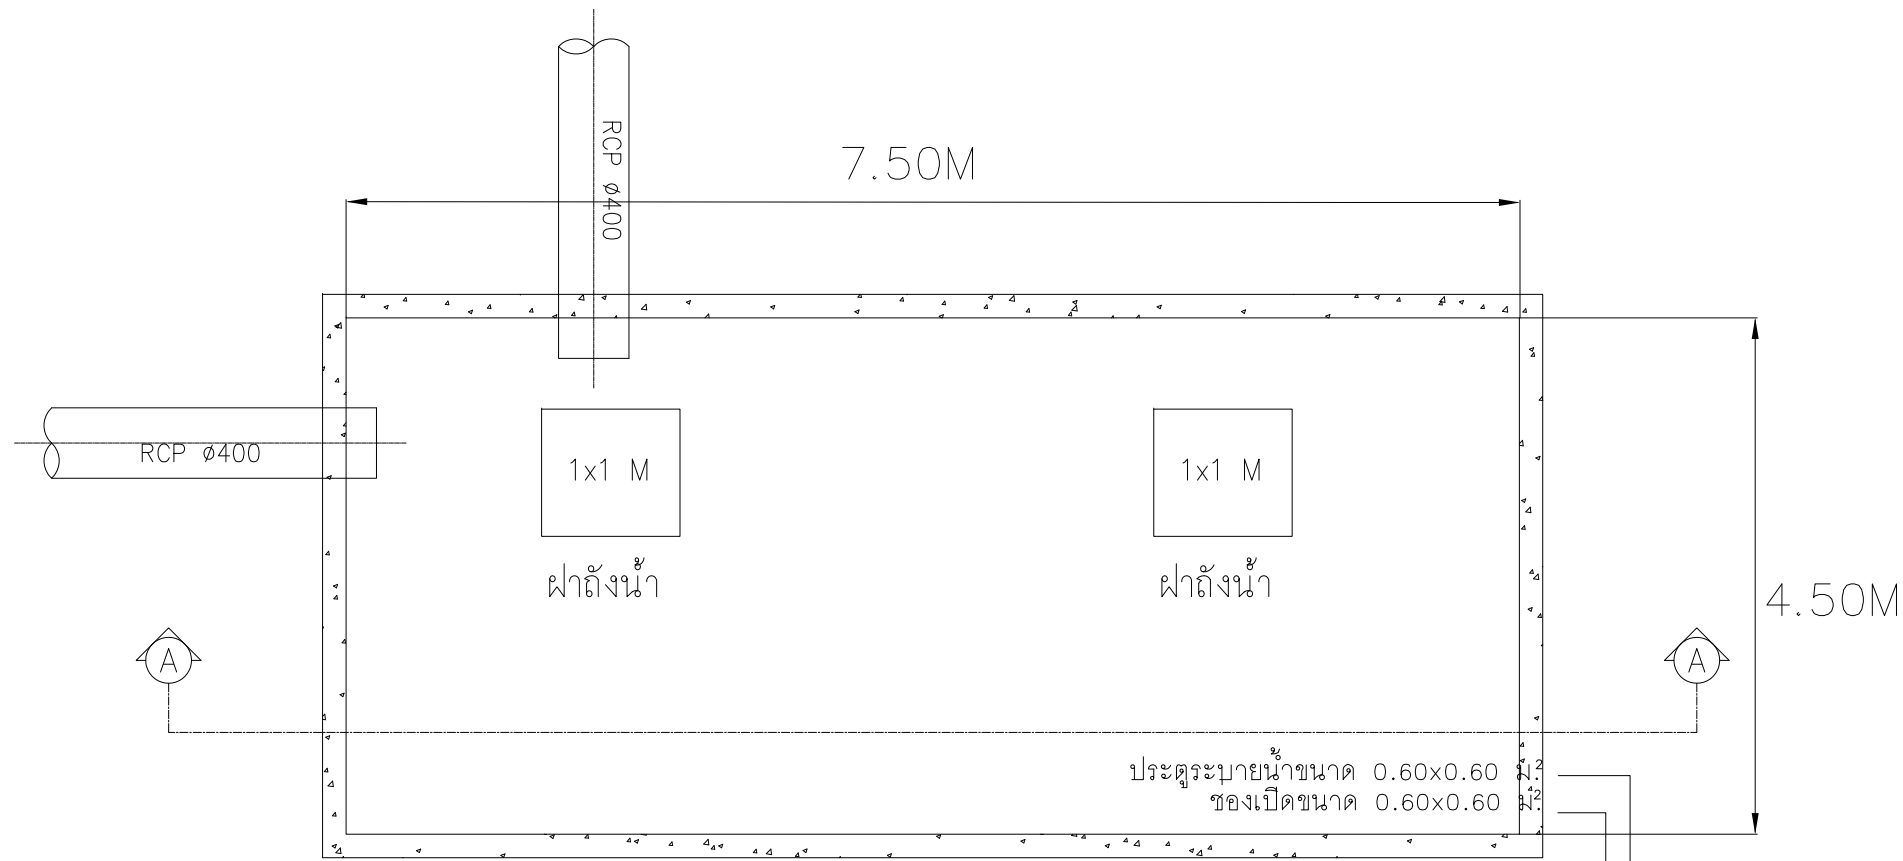 RCP ø400
7.50M
RCP ø400
1x1 M
1x1 M
ฝาถังน้ำ
ฝาถังน้ำ
4.50M
A
A
ประตูระบายน้ำขนาด 0.60x0.60 ม.²
ชองเปิดขนาด 0.60x0.60 ม.²